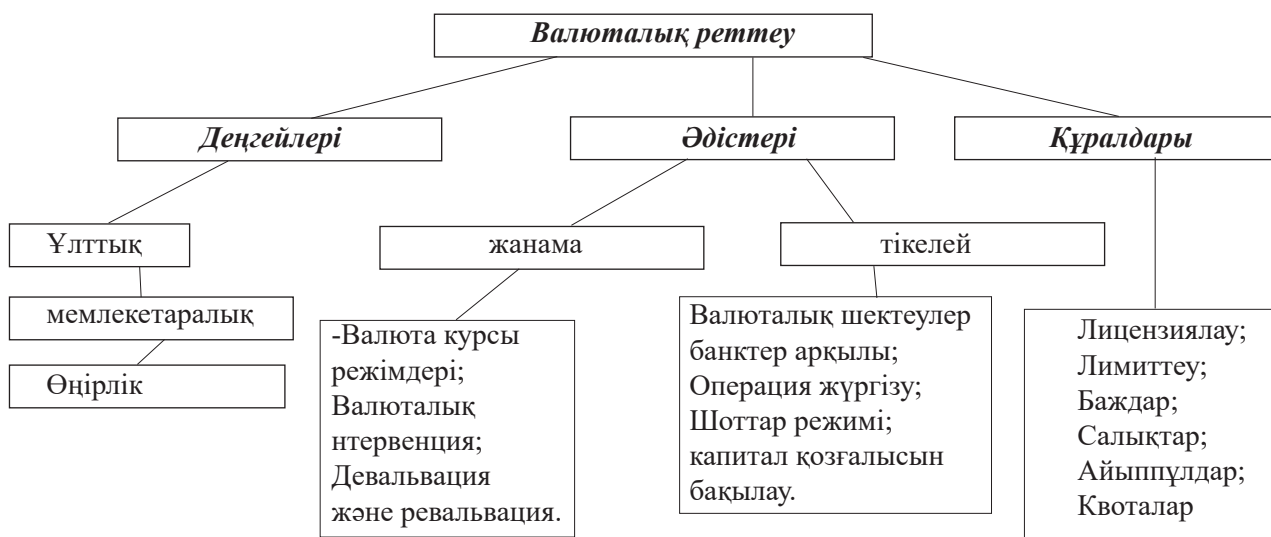 Валюталық реттеу
Деңгейлері
Әдістері
Құралдары
Ұлттық
мемлекетаралық
Өңірлік
жанама
тікелей
-Валюта курсы
режімдері;
Валюталық
нтервенция;
Девальвация
және ревальвация.
Валюталық шектеулер
банктер арқылы;
Операция жүргізу;
Шоттар режимі;
капитал қозғалысын
бақылау.
Лицензиялау;
Лимиттеу;
Баждар;
Салықтар;
Айыппұлдар;
Квоталар